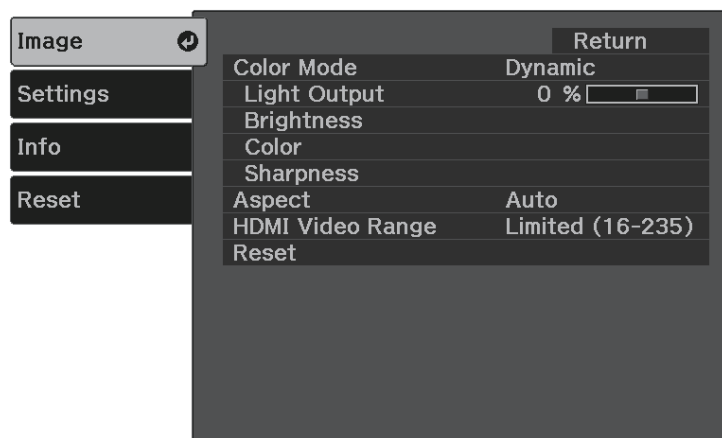 Image
Settings
Info
Reset
Return
Color Mode Dynamic
Light Output 0 %
Brightness
Color
Sharpness
Aspect Auto
HDMI Video Range Limited (16-235)
Reset